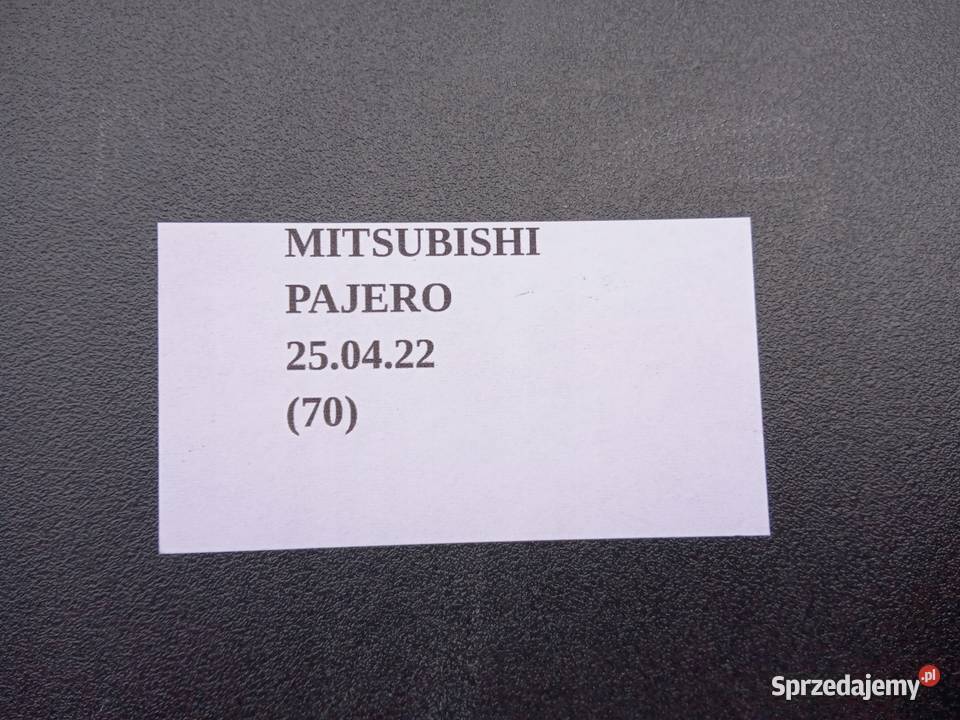 MITSUBISHI
PAJERO
25.04.22
(70)
Sprzedajemy.pl